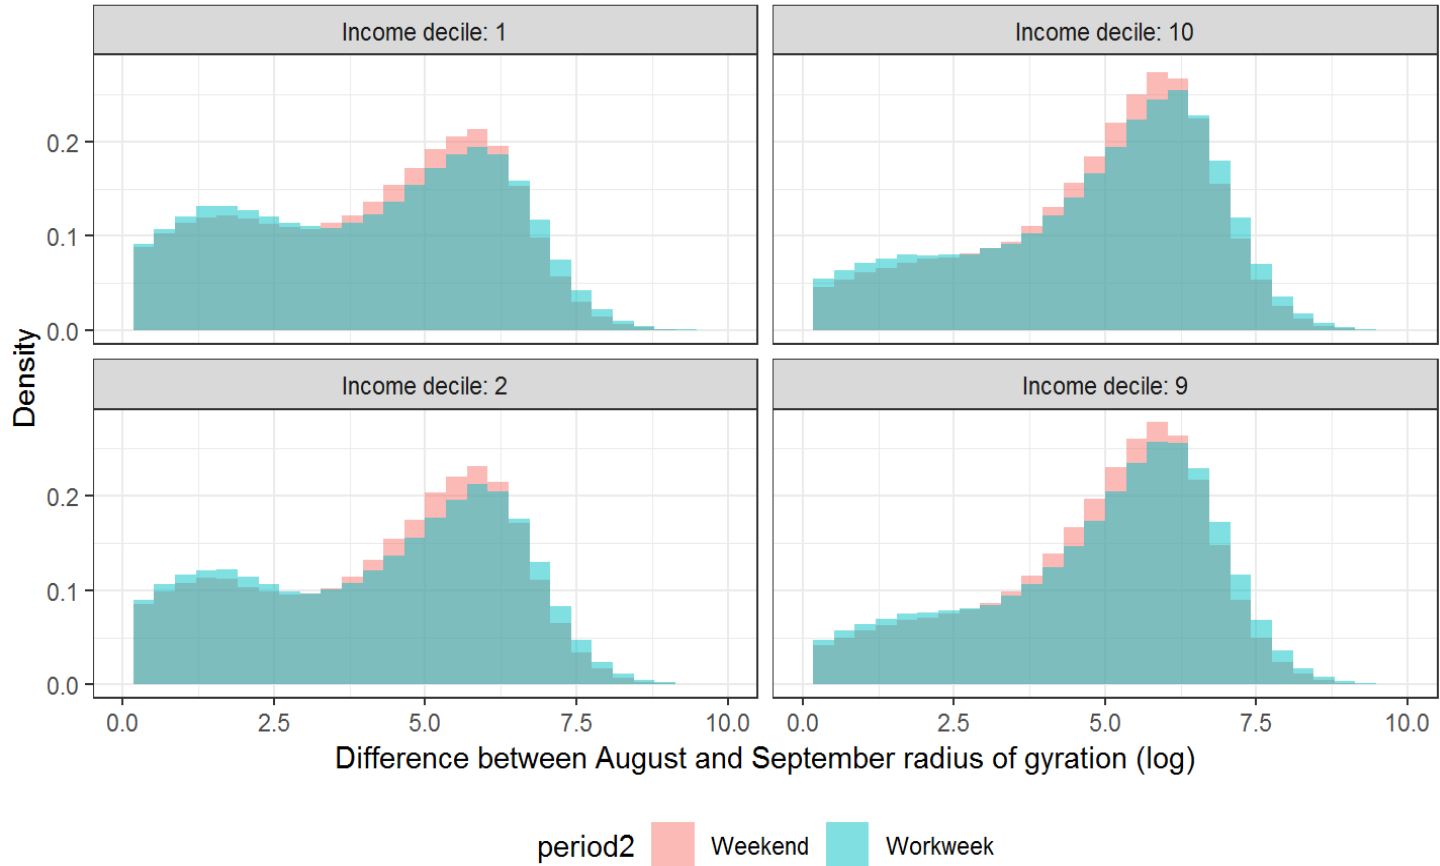 Income decile: 1
Income decile: 10
0.2
0.1
0.0
Income decile: 2
Income decile: 9
0.2
0.1
0.0
Density
0.0 2.5 5.0 7.5 10.0
0.0 2.5 5.0 7.5 10.0
Difference between August and September radius of gyration (log)
period2 Weekend Workweek